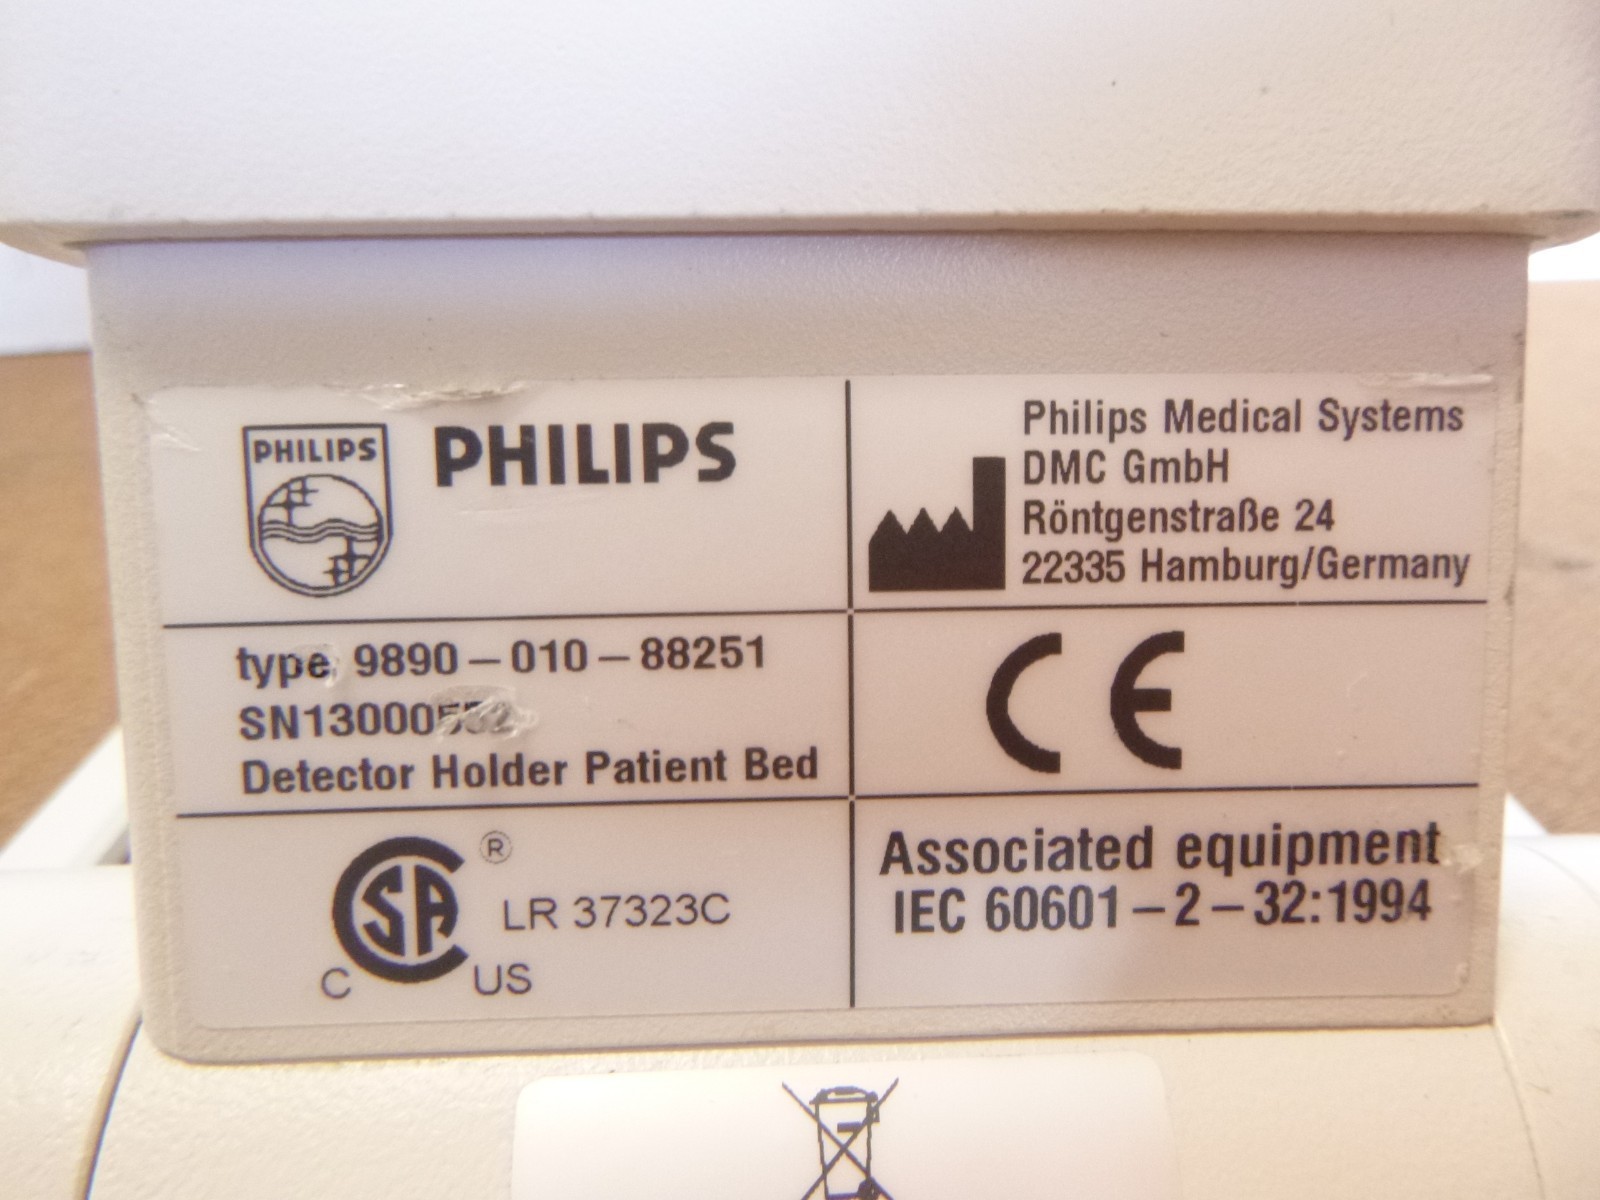 PHILIPS
PHILIPS
Philips Medical Systems
DMC GmbH
Röntgenstraße 24
22335 Hamburg/Germany
type 9890-010-88251
Detector Holder Patient Bed
CE
CSA ®
LR 37323C
C US
Associated equipment
IEC 60601-2-32:1994